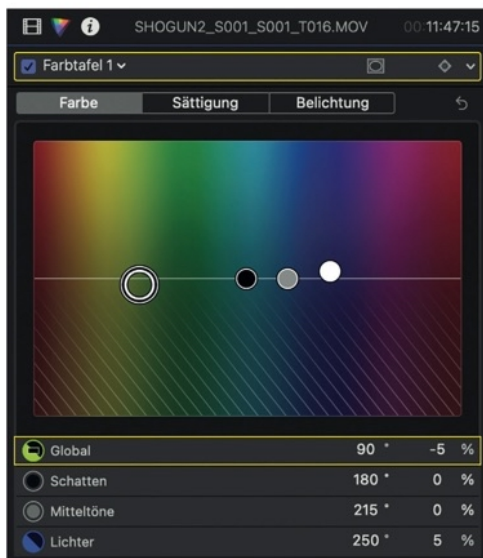 SHOGUN2_S001_S001_T016.MOV 00:11:47:15
Farbtafel 1
Farbe Sättigung Belichtung
Global 90 ° -5 %
Schatten 180 ° 0 %
Mitteltöne 215 ° 0 %
Lichter 250 ° 5 %